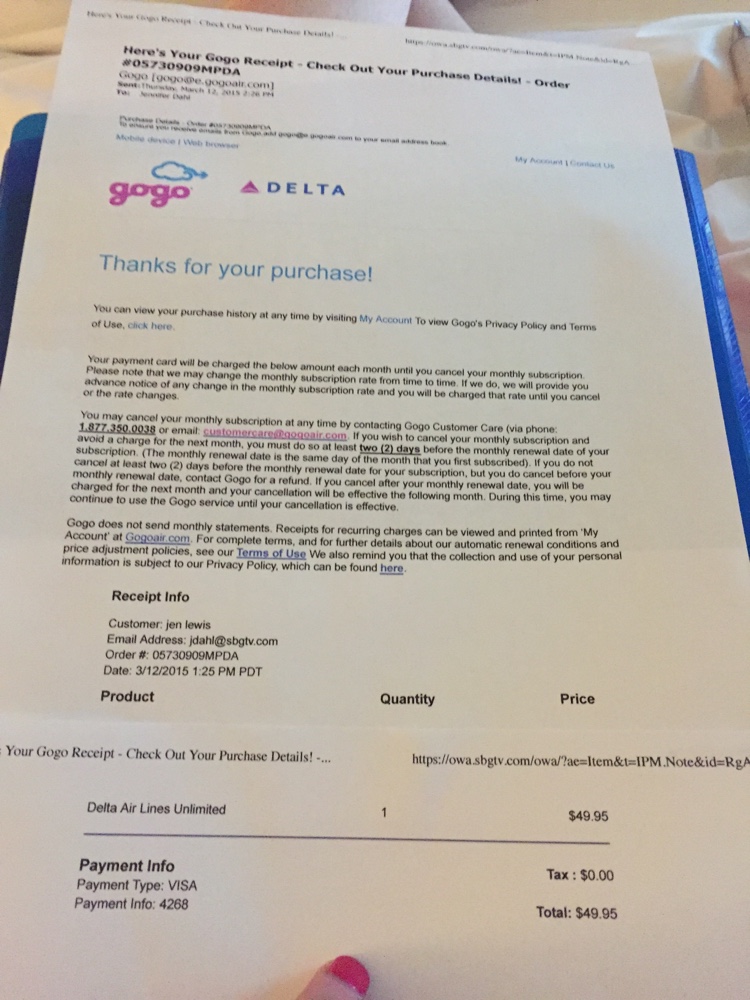 Here's Your Gogo Receipt - Check Out Your Purchase Details! ...
Here's Your Gogo Receipt - Check Out Your Purchase Details! - Order
#05730909MPDA
Gogo [gogo@e.gogoair.com]
Sent: Thursday, March 12, 2015 2:26 PM
To: Jennifer Dahl
Purchase Details - Order #05730909MPDA
To ensure you receive emails from Gogo, add gogo@e.gogoair.com to your email address book.
Mobile device | Web browser
My Account | Contact Us
gogo
DELTA
Thanks for your purchase!
You can view your purchase history at any time by visiting My Account To view Gogo's Privacy Policy and Terms
of Use, click here.
Your payment card will be charged the below amount each month until you cancel your monthly subscription.
Please note that we may change the monthly subscription rate from time to time. If we do, we will provide you
advance notice of any change in the monthly subscription rate and you will be charged that rate until you cancel
or the rate changes.
You may cancel your monthly subscription at any time by contacting Gogo Customer Care (via phone:
1.877.350.0038 or email: customercare@gogoair.com. If you wish to cancel your monthly subscription and
avoid a charge for the next month, you must do so at least two (2) days before the monthly renewal date of your
subscription. (The monthly renewal date is the same day of the month that you first subscribed). If you do not
cancel at least two (2) days before the monthly renewal date for your subscription, but you do cancel before your
monthly renewal date, contact Gogo for a refund. If you cancel after your monthly renewal date, you will be
charged for the next month and your cancellation will be effective the following month. During this time, you may
continue to use the Gogo service until your cancellation is effective.
Gogo does not send monthly statements. Receipts for recurring charges can be viewed and printed from 'My
Account' at Gogoair.com. For complete terms, and for further details about our automatic renewal conditions and
price adjustment policies, see our Terms of Use We also remind you that the collection and use of your personal
information is subject to our Privacy Policy, which can be found here.
Receipt Info
Customer: jen lewis
Email Address: jdahl@sbgtv.com
Order #: 05730909MPDA
Date: 3/12/2015 1:25 PM PDT
Product Quantity Price
Your Gogo Receipt - Check Out Your Purchase Details! -... https://owa.sbgtv.com/owa/?ae=Item&t=IPM.Note&id=RgA
Delta Air Lines Unlimited 1 $49.95
Payment Info
Payment Type: VISA
Payment Info: 4268
Tax : $0.00
Total: $49.95